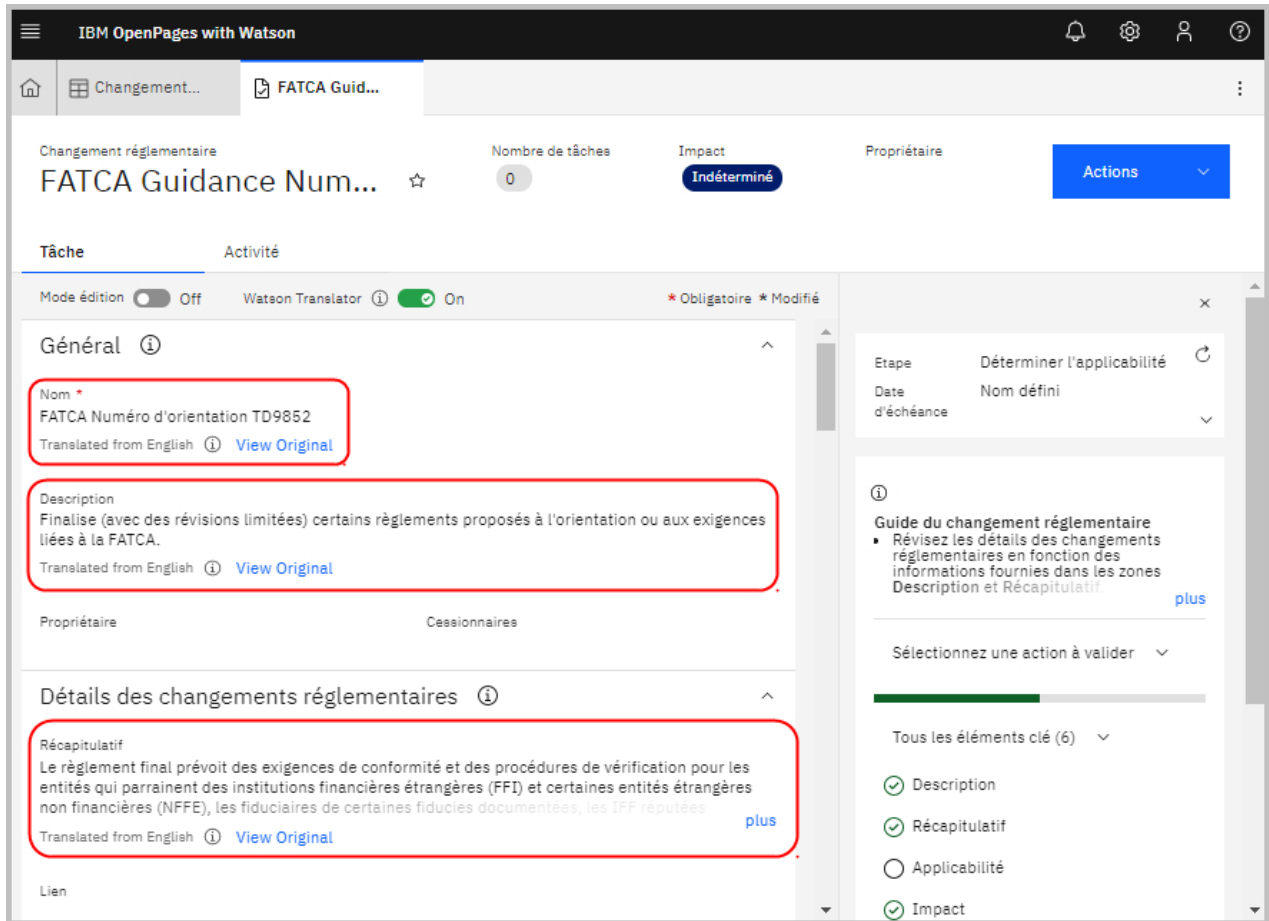 IBM OpenPages with Watson
Changement...
FATCA Guid...
Changement réglementaire
FATCA Guidance Num...
Nombre de tâches
0
Impact
Indéterminé
Propriétaire
Actions
Tâche
Activité
Mode édition
Off
Watson Translator
On
* Obligatoire * Modifié
Général
Nom *
FATCA Numéro d'orientation TD9852
Translated from English
View Original
Description
Finalise (avec des révisions limitées) certains règlements proposés à l'orientation ou aux exigences
liées à la FATCA.
Translated from English
View Original
Propriétaire
Cessionnaires
Détails des changements réglementaires
Récapitulatif
Le règlement final prévoit des exigences de conformité et des procédures de vérification pour les
entités qui parrainent des institutions financières étrangères (FFI) et certaines entités étrangères
non financières (NFFE), les fiduciaires de certaines fiducies documentées, les IFF réputées
plus
Translated from English
View Original
Lien
Etape
Déterminer l'applicabilité
Date
d'échéance
Nom défini
Guide du changement réglementaire
• Révisez les détails des changements
réglementaires en fonction des
informations fournies dans les zones
Description et Récapitulatif.
plus
Sélectionnez une action à valider
Tous les éléments clé (6)
Description
Récapitulatif
Applicabilité
Impact